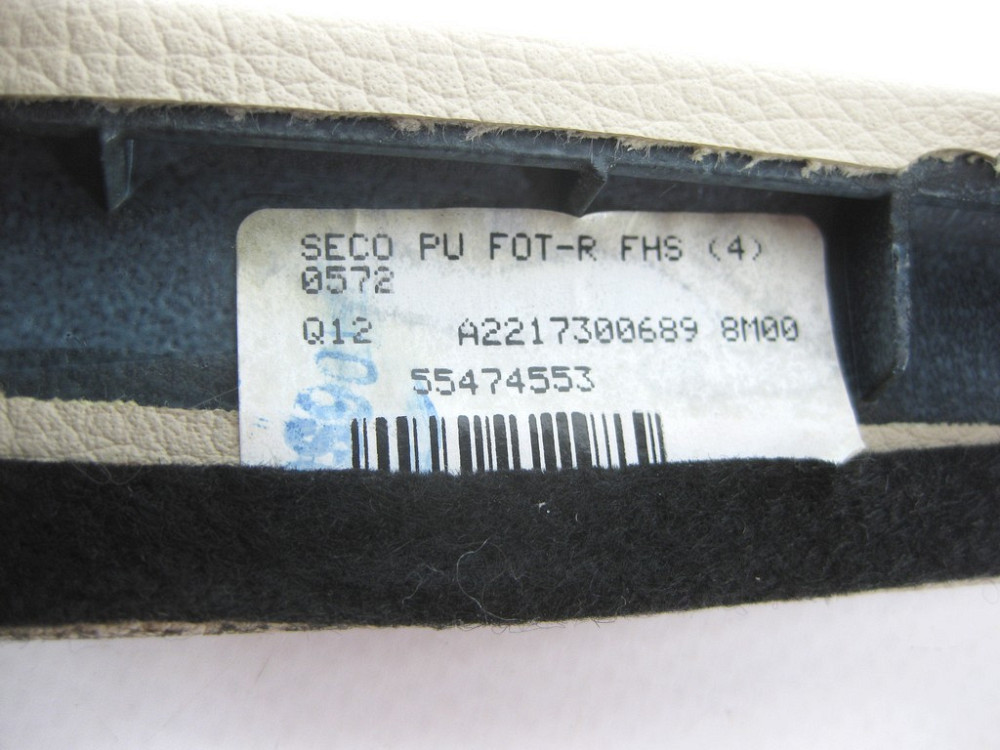 SECO PU FOT-R FHS (4)
0572
Q12 A2217300689 8M00
55474553